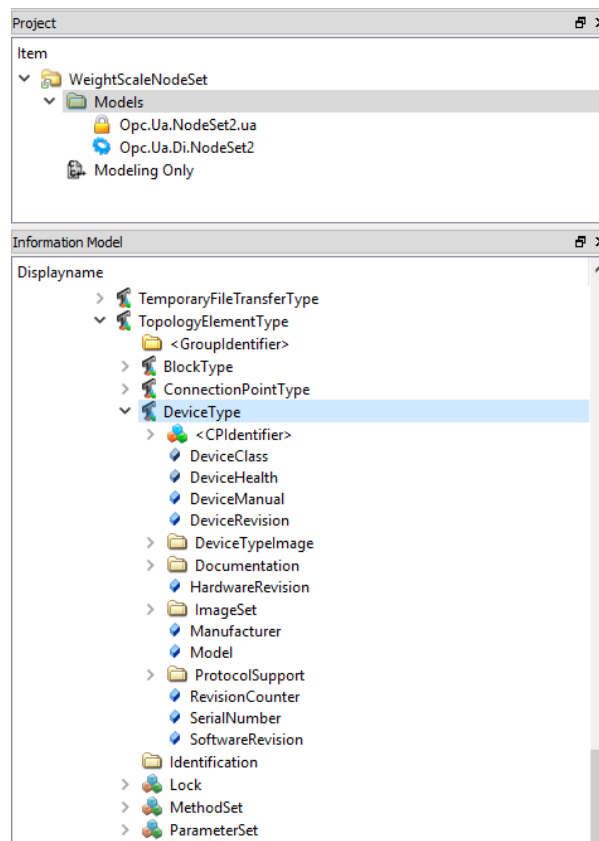 Project
Item
WeightScaleNodeSet
Models
Opc.Ua.NodeSet2.ua
Opc.Ua.Di.NodeSet2
Modeling Only
Information Model
Displayname
TemporaryFileTransferType
TopologyElementType
<GroupIdentifier>
BlockType
ConnectionPointType
DeviceType
<CPIdentifier>
DeviceClass
DeviceHealth
DeviceManual
DeviceRevision
DeviceTypeImage
Documentation
HardwareRevision
ImageSet
Manufacturer
Model
ProtocolSupport
RevisionCounter
SerialNumber
SoftwareRevision
Identification
Lock
MethodSet
ParameterSet